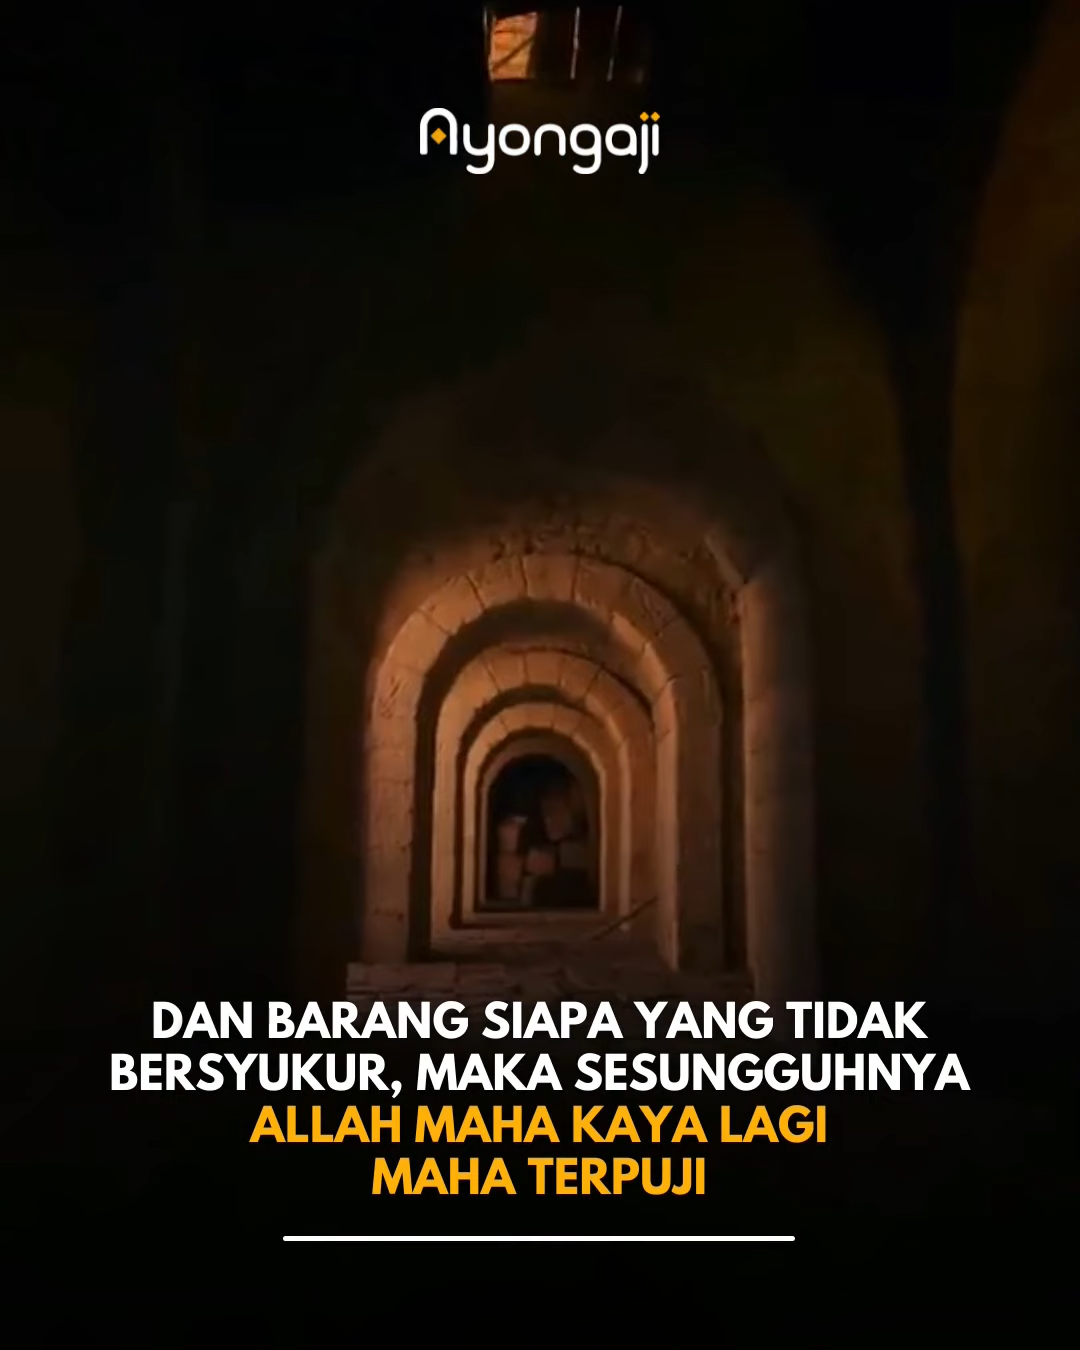 Ayongaji
DAN BARANG SIAPA YANG TIDAK
BERSYUKUR, MAKA SESUNGGUHNYA
ALLAH MAHA KAYA LAGI
MAHA TERPUJI